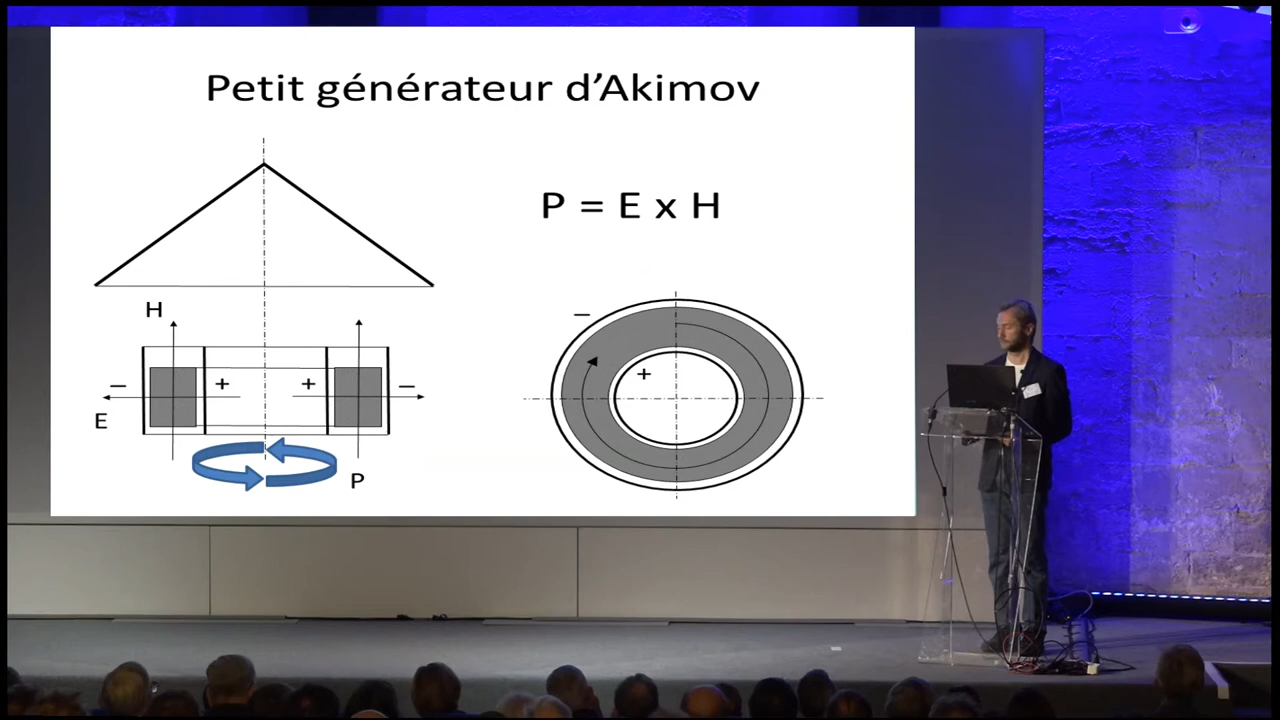 Petit générateur d’Akimov
P = E x H
H
– + + –
E
P
–
+